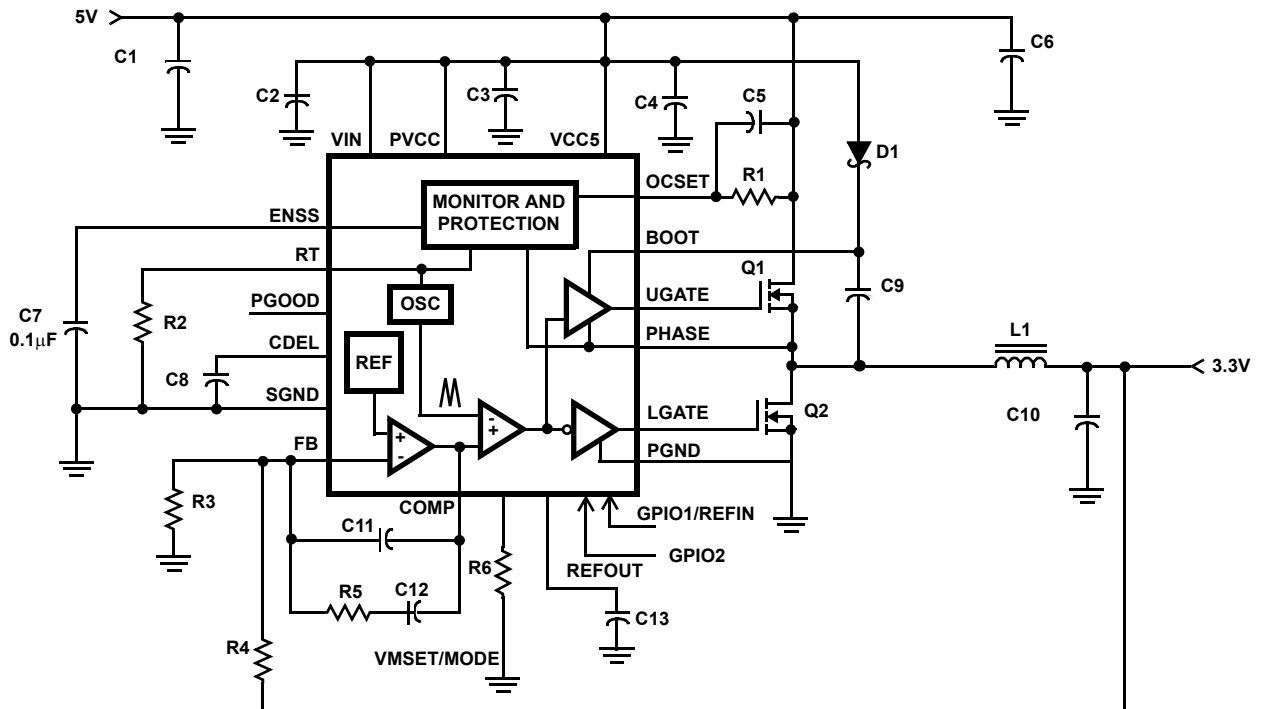 5V
C1
C6
C2
C3
C4
C5
VIN
PVCC
VCC5
D1
OCSET
R1
MONITOR AND
PROTECTION
ENSS
BOOT
RT
Q1
OSC
UGATE
C9
PGOOD
C7
0.1μF
R2
L1
CDEL
PHASE
REF
3.3V
C8
SGND
LGATE
Q2
C10
-
+
FB
+
-
PGND
R3
COMP
GPIO1/REFIN
C11
GPIO2
R6
REFOUT
R5
C12
C13
R4
VMSET/MODE